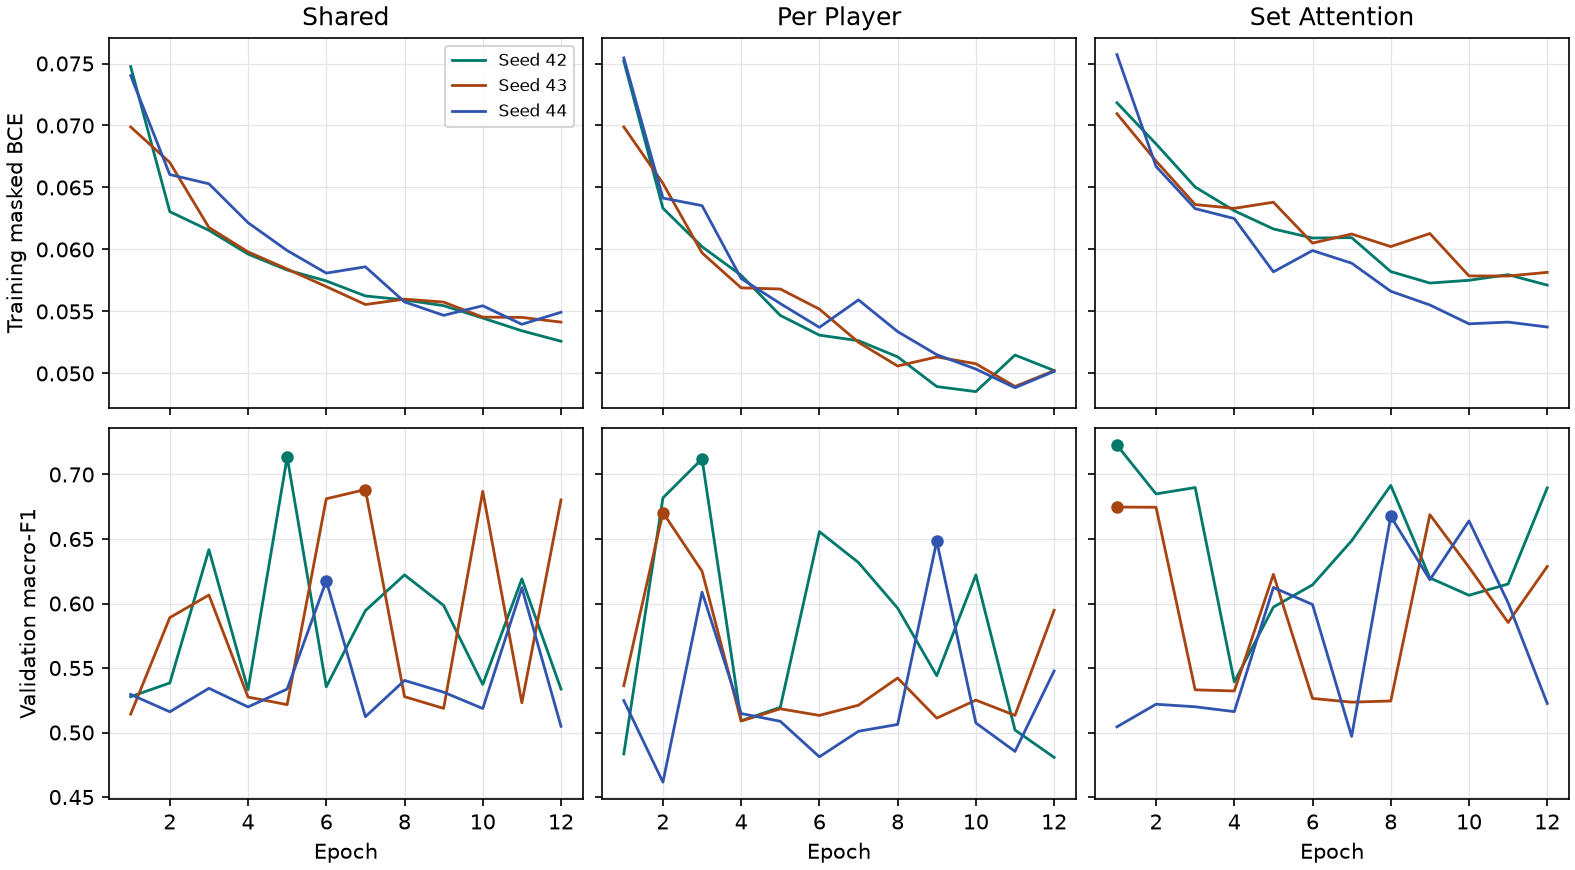 Shared
Per Player
Set Attention
Training masked BCE
0.075
0.070
0.065
0.060
0.055
0.050
Seed 42
Seed 43
Seed 44
Validation macro-F1
0.70
0.65
0.60
0.55
0.50
0.45
2 4 6 8 10 12
2 4 6 8 10 12
2 4 6 8 10 12
Epoch
Epoch
Epoch